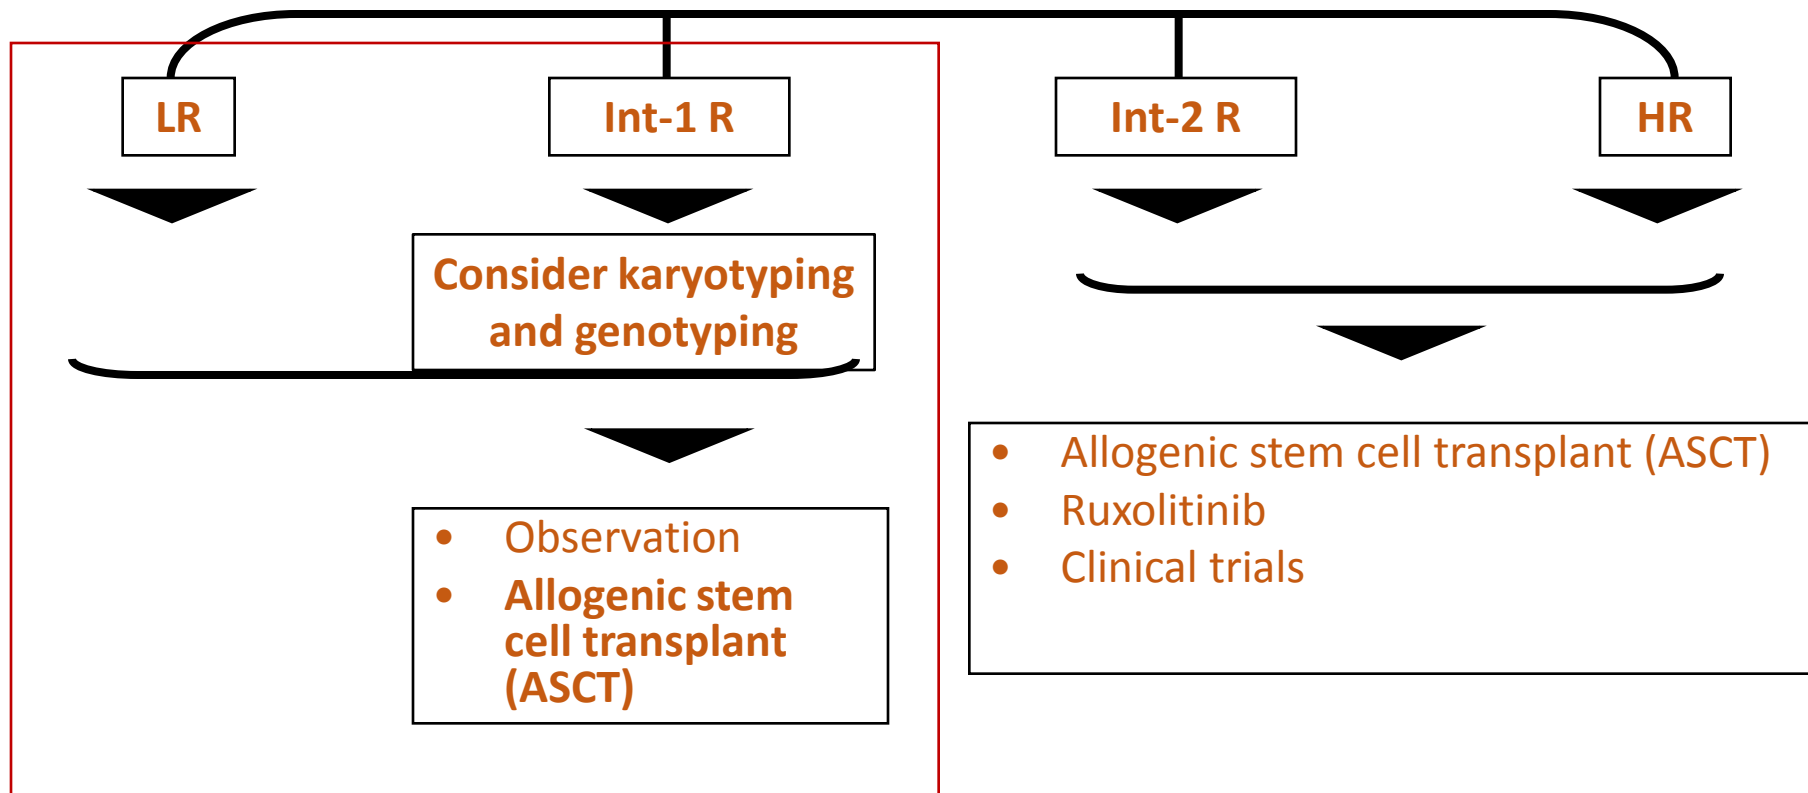 LR
Int-1 R
Int-2 R
HR
Consider karyotyping
and genotyping
• Observation
• Allogenic stem
cell transplant
(ASCT)
• Allogenic stem cell transplant (ASCT)
• Ruxolitinib
• Clinical trials